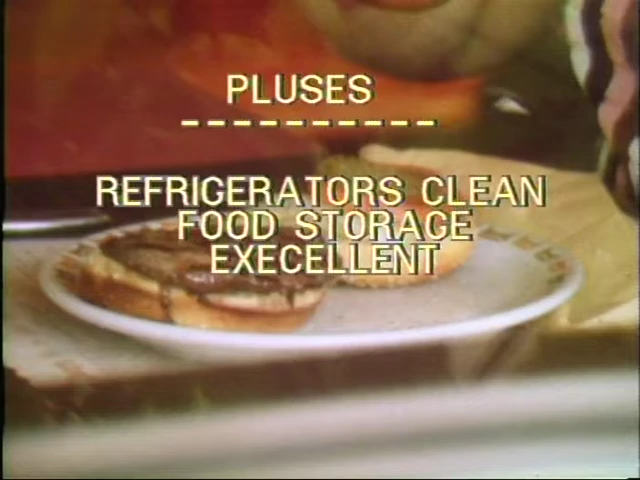 PLUSES
----------
REFRIGERATORS CLEAN
FOOD STORAGE
EXECELLENT